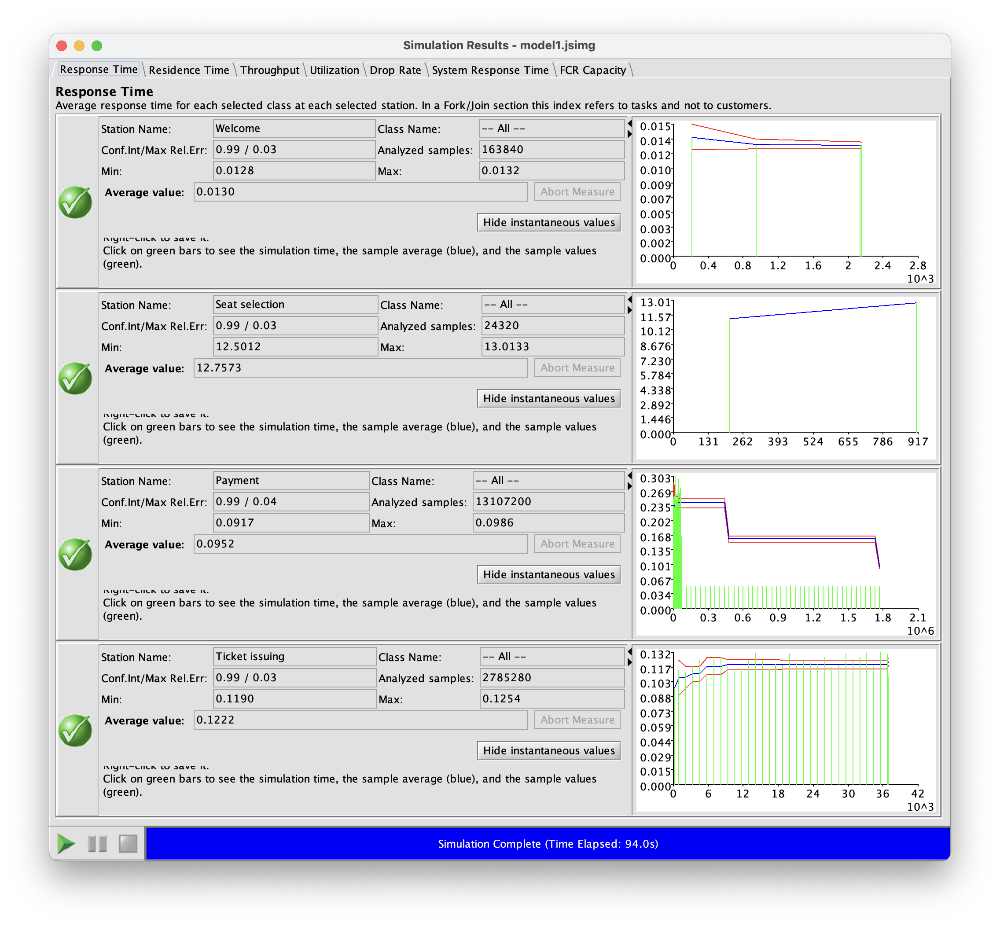 Simulation Results - model1.jsimg
Response Time Residence Time Throughput Utilization Drop Rate System Response Time FCR Capacity
Response Time
Average response time for each selected class at each selected station. In a Fork/Join section this index refers to tasks and not to customers.
Station Name: Welcome Class Name: -- All --
Conf.Int/Max Rel.Err: 0.99 / 0.03 Analyzed samples: 163840
Min: 0.0128 Max: 0.0132
Average value: 0.0130 Abort Measure
Hide instantaneous values
Right-click to save it.
Click on green bars to see the simulation time, the sample average (blue), and the sample values
(green).
0.015
0.014
0.012
0.010
0.009
0.007
0.005
0.003
0.002
0.000
0 0.4 0.8 1.2 1.6 2 2.4 2.8
10^3
Station Name: Seat selection Class Name: -- All --
Conf.Int/Max Rel.Err: 0.99 / 0.03 Analyzed samples: 24320
Min: 12.5012 Max: 13.0133
Average value: 12.7573 Abort Measure
Hide instantaneous values
Right-click to save it.
Click on green bars to see the simulation time, the sample average (blue), and the sample values
(green).
13.01
11.57
10.12
8.676
7.230
5.784
4.338
2.892
1.446
0.000
0 131 262 393 524 655 786 917
Station Name: Payment Class Name: -- All --
Conf.Int/Max Rel.Err: 0.99 / 0.04 Analyzed samples: 13107200
Min: 0.0917 Max: 0.0986
Average value: 0.0952 Abort Measure
Hide instantaneous values
Right-click to save it.
Click on green bars to see the simulation time, the sample average (blue), and the sample values
(green).
0.303
0.269
0.235
0.202
0.168
0.135
0.101
0.067
0.034
0.000
0 0.3 0.6 0.9 1.2 1.5 1.8 2.1
10^6
Station Name: Ticket issuing Class Name: -- All --
Conf.Int/Max Rel.Err: 0.99 / 0.03 Analyzed samples: 2785280
Min: 0.1190 Max: 0.1254
Average value: 0.1222 Abort Measure
Hide instantaneous values
Right-click to save it.
Click on green bars to see the simulation time, the sample average (blue), and the sample values
(green).
0.132
0.117
0.103
0.088
0.073
0.059
0.044
0.029
0.015
0.000
0 6 12 18 24 30 36 42
10^3
Simulation Complete (Time Elapsed: 94.0s)